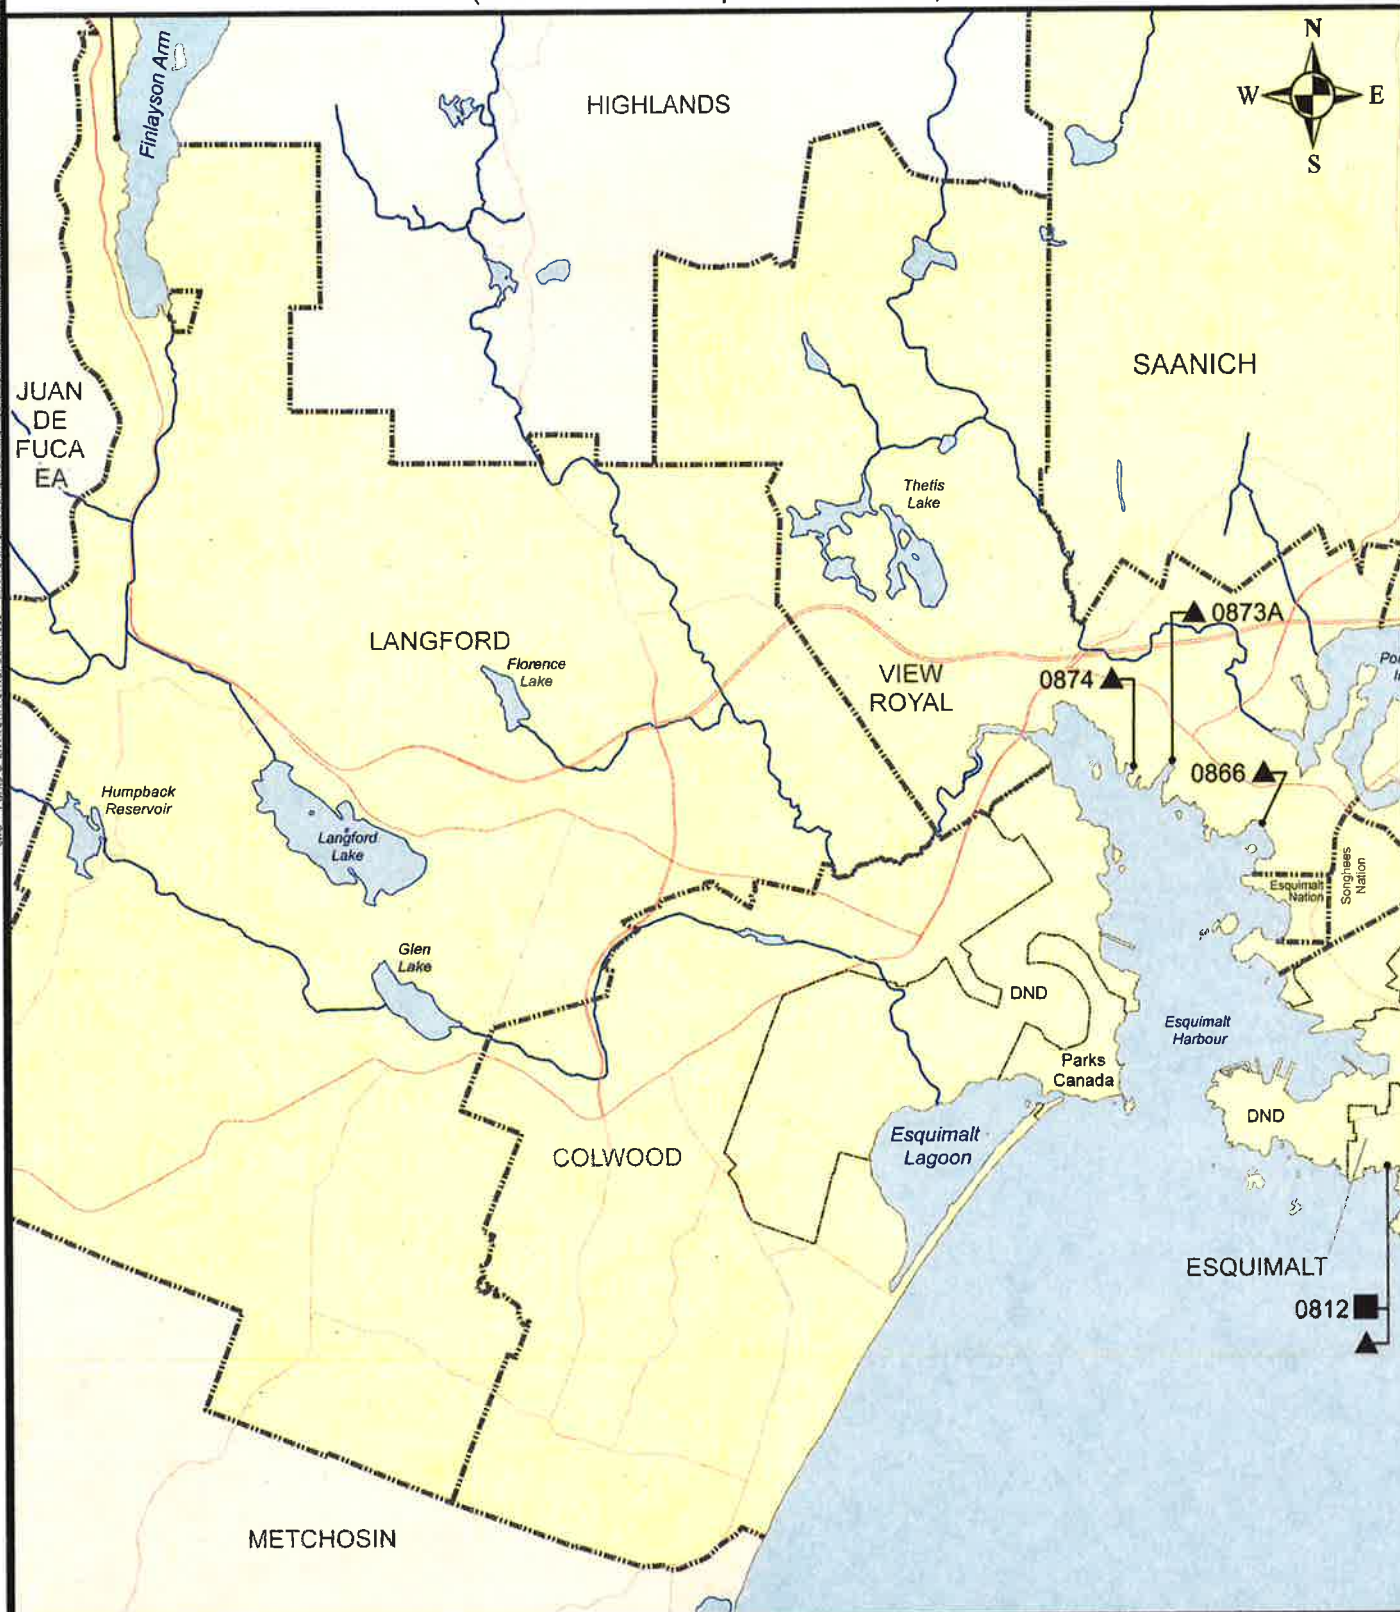 N
W E
S
Finlayson Arm
HIGHLANDS
SAANICH
JUAN
DE
FUCA
EA
Thetis
Lake
0873A
LANGFORD
Florence
Lake
VIEW
ROYAL
0874
0866
Humpback
Reservoir
Langford
Lake
Esquimalt
Nation
Songhees
Nation
Glen
Lake
DND
Esquimalt
Harbour
Parks
Canada
DND
Esquimalt
Lagoon
COLWOOD
ESQUIMALT
0812
METCHOSIN